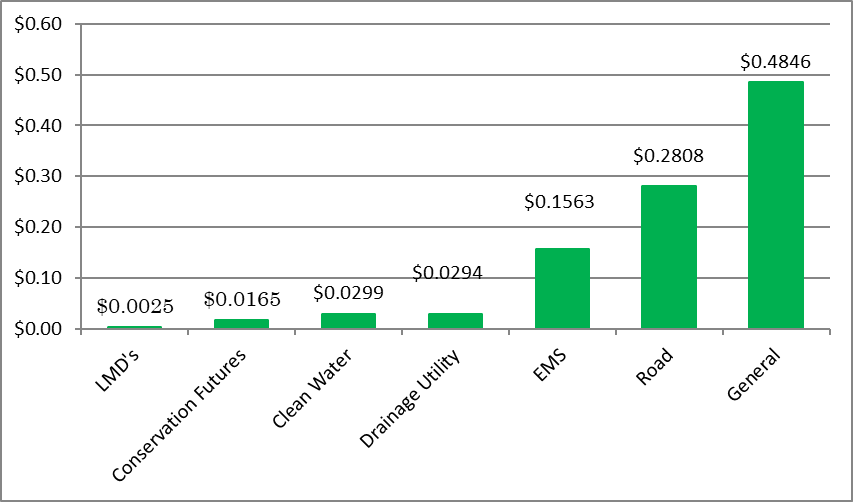 $0.60
$0.50
$0.40
$0.30
$0.20
$0.10
$0.00
$0.0025
$0.0165
$0.0299
$0.0294
$0.1563
$0.2808
$0.4846
LMD's
Conservation Futures
Clean Water
Drainage Utility
EMS
Road
General